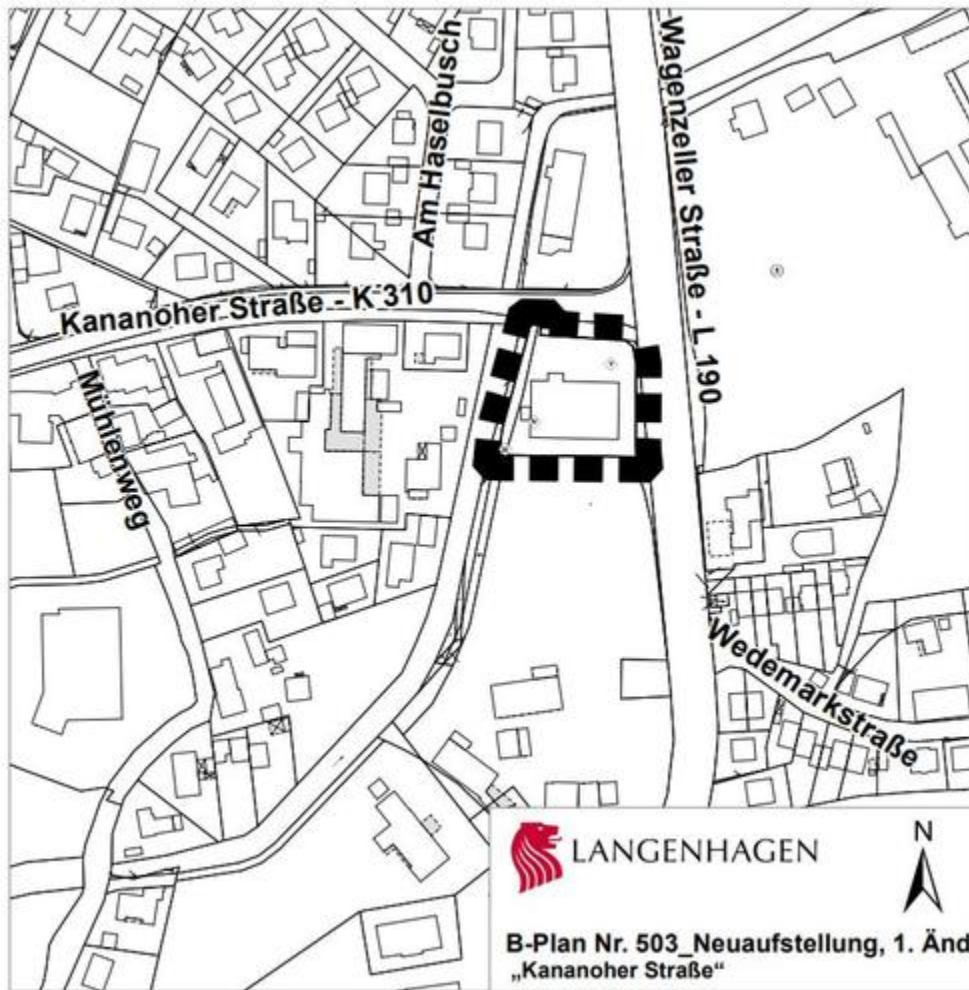 Am Haselbusch
Wagenzeller Straße - L 190
Kananoher Straße - K 310
Mühlenweg
Wedemarkstraße
LANGENHAGEN
N
B-Plan Nr. 503_Neuaufstellung, 1. Änd
„Kananoher Straße“